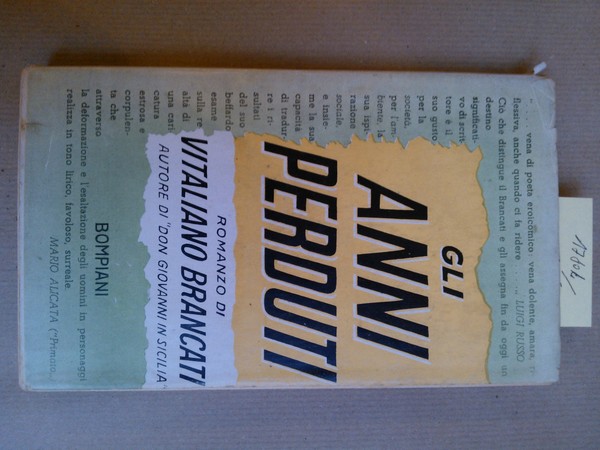 . . . . vena di poeta eroicòmico vena dolente, amara,
flessiva, anche quando ci fa ridere . . . . LUIGI RUSSO
Ciò che distingue il Brancati e gli assegna fin da oggi un
destino
significati-
vo di scrit-
tore è il
suo gusto
per la
società,
per l'am-
biente, la
sua ispi-
razione
sociale,
e insie-
me la sua
capacità
di tradur-
re i ri-
sultati
del suo
beffardo
esame
sulla re-
altà di
una cari-
catura
estrosa e
corpulen-
ta che
attraverso
la deformazione e l'esaltazione degli uomini in personaggi
realizza in tono lirico, favoloso, surreale.
MARIO ALICATA ("Primato...
GLI
ANNI
PERDUTI
ROMANZO DI
VITALIANO BRANCATI
AUTORE DI "DON GIOVANNI IN SICILIA"
BOMPIANI